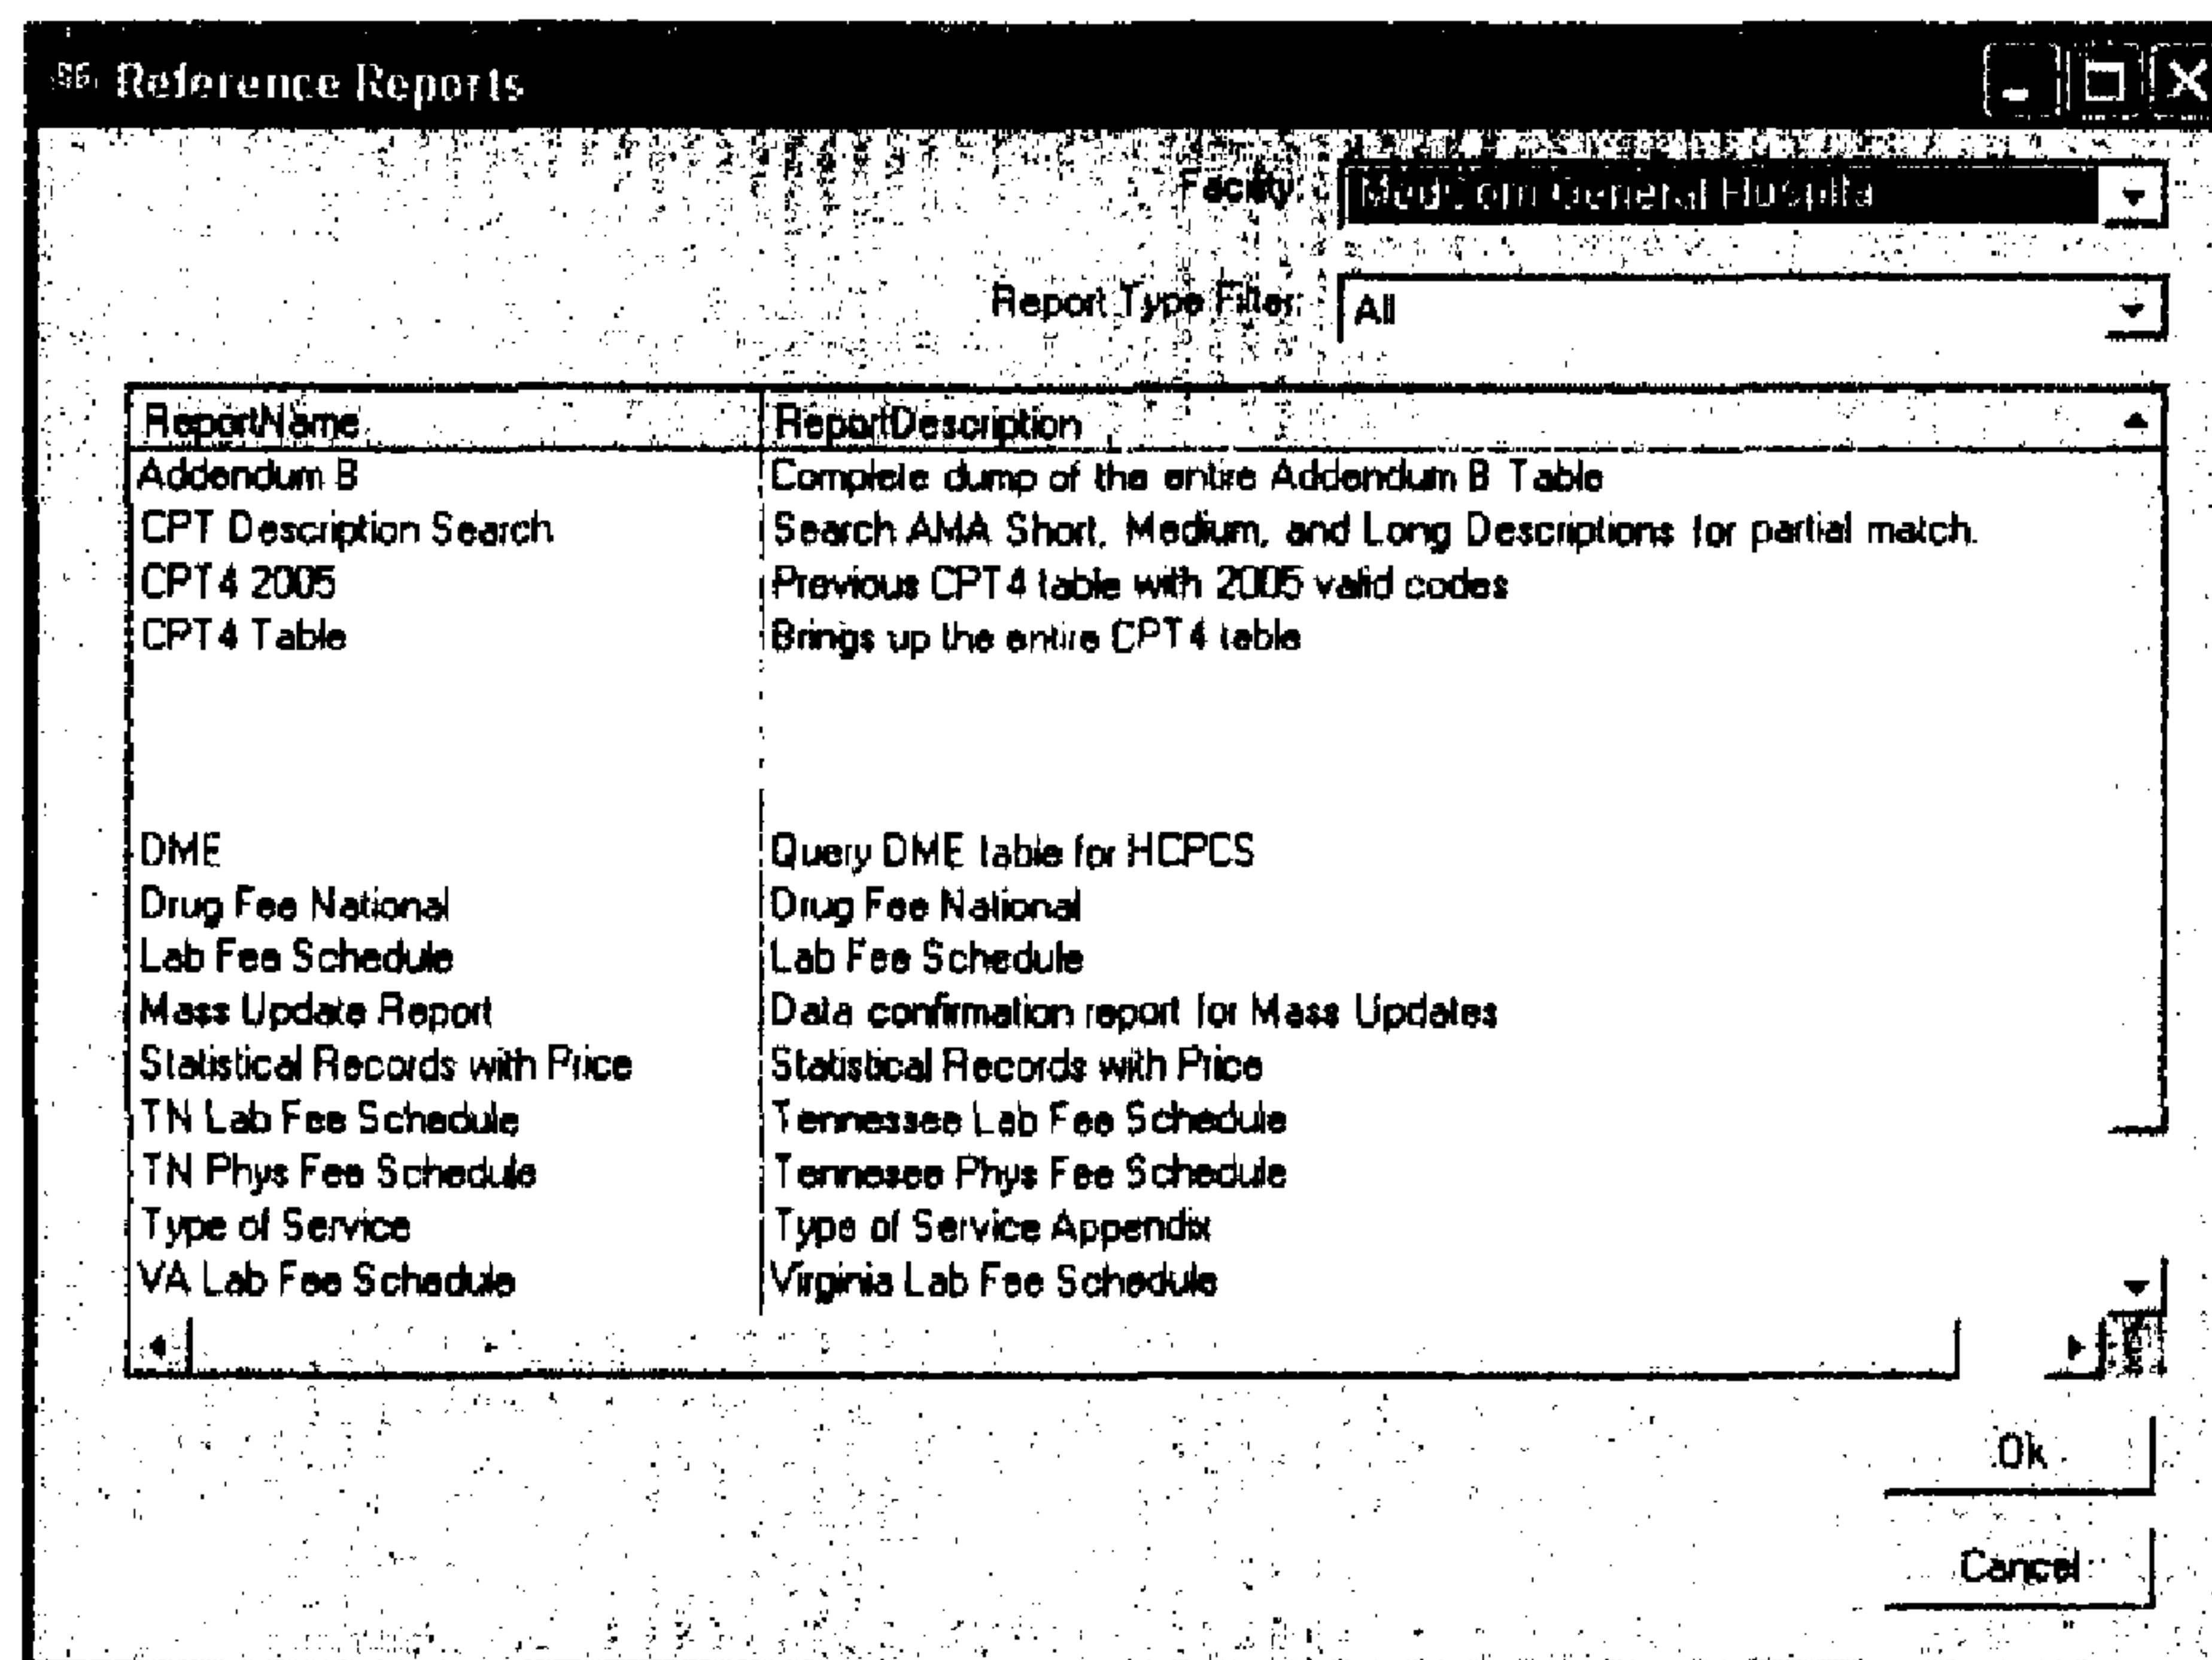 Reference Reports
Facility: General Hospita
Report Type Filter: All
ReportName ReportDescription
Addendum B Complete dump of the entire Addendum B Table
CPT Description Search Search AMA Short, Medium, and Long Descriptions for partial match.
CPT4 2005 Previous CPT4 table with 2005 valid codes
CPT4 Table Brings up the entire CPT4 table
DME Query DME table for HCPCS
Drug Fee National Drug Fee National
Lab Fee Schedule Lab Fee Schedule
Mass Update Report Data confirmation report for Mass Updates
Statistical Records with Price Statistical Records with Price
TN Lab Fee Schedule Tennessee Lab Fee Schedule
TN Phys Fee Schedule Tennesee Phys Fee Schedule
Type of Service Type of Service Appendix
VA Lab Fee Schedule Virginia Lab Fee Schedule
Ok
Cancel